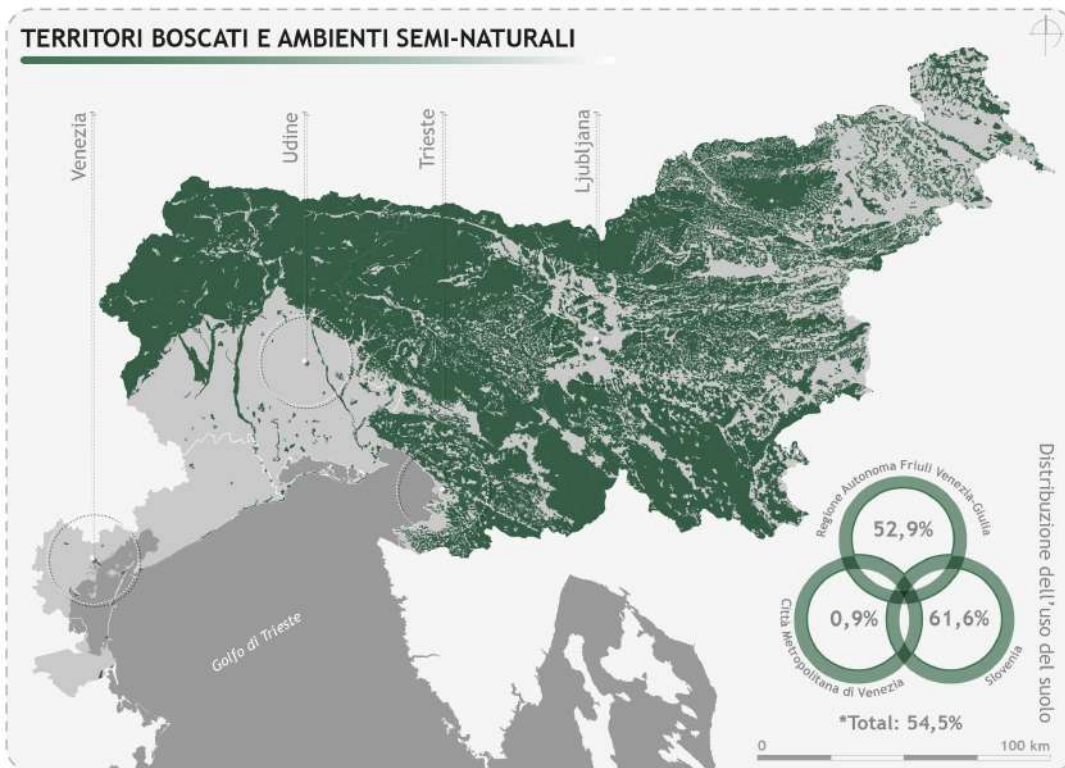 TERRITORI BOSCATI E AMBIENTI SEMI-NATURALI
Venezia
Udine
Trieste
Ljubljana
Golfo di Trieste
Regione Autonoma Friuli Venezia-Giulia
52,9%
0,9%
61,6%
Città Metropolitana di Venezia
Slovenia
*Total: 54,5%
Distribuzione dell'uso del suolo
0
100 km